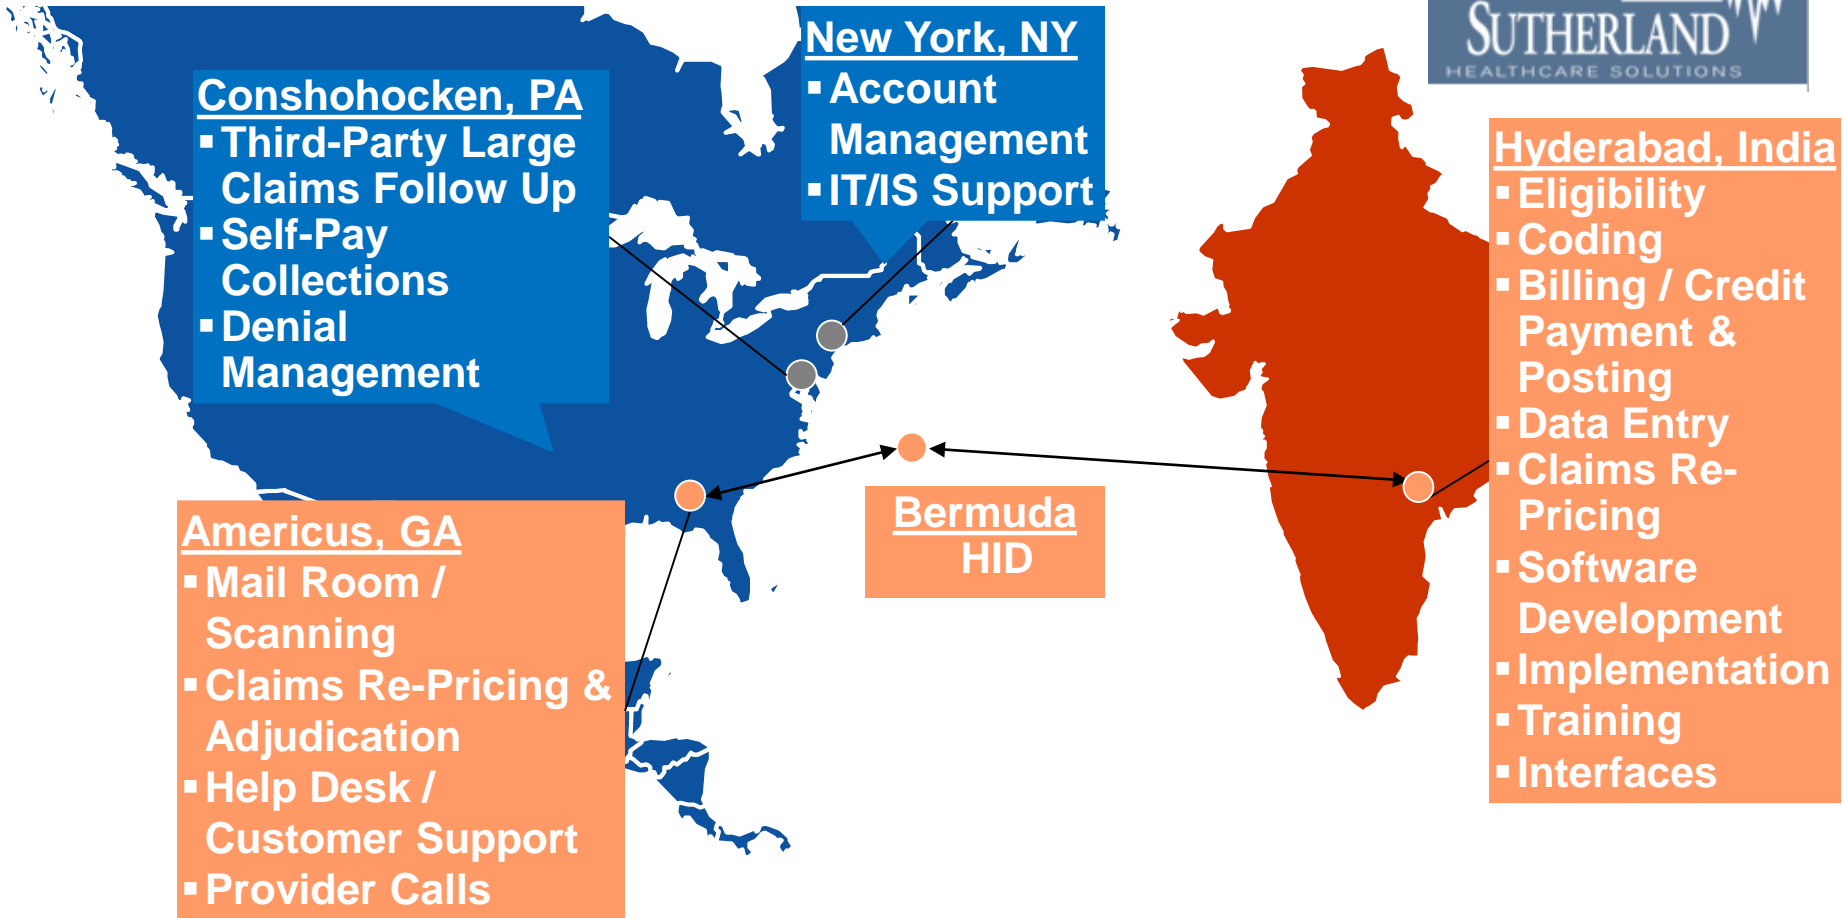 SUTHERLAND
HEALTHCARE SOLUTIONS
New York, NY
▪ Account
Management
▪ IT/IS Support
Conshohocken, PA
▪ Third-Party Large
Claims Follow Up
▪ Self-Pay
Collections
▪ Denial
Management
Hyderabad, India
▪ Eligibility
▪ Coding
▪ Billing / Credit
Payment &
Posting
▪ Data Entry
▪ Claims Re-
Pricing
▪ Software
Development
▪ Implementation
▪ Training
▪ Interfaces
Bermuda
HID
Americus, GA
▪ Mail Room /
Scanning
▪ Claims Re-Pricing &
Adjudication
▪ Help Desk /
Customer Support
▪ Provider Calls